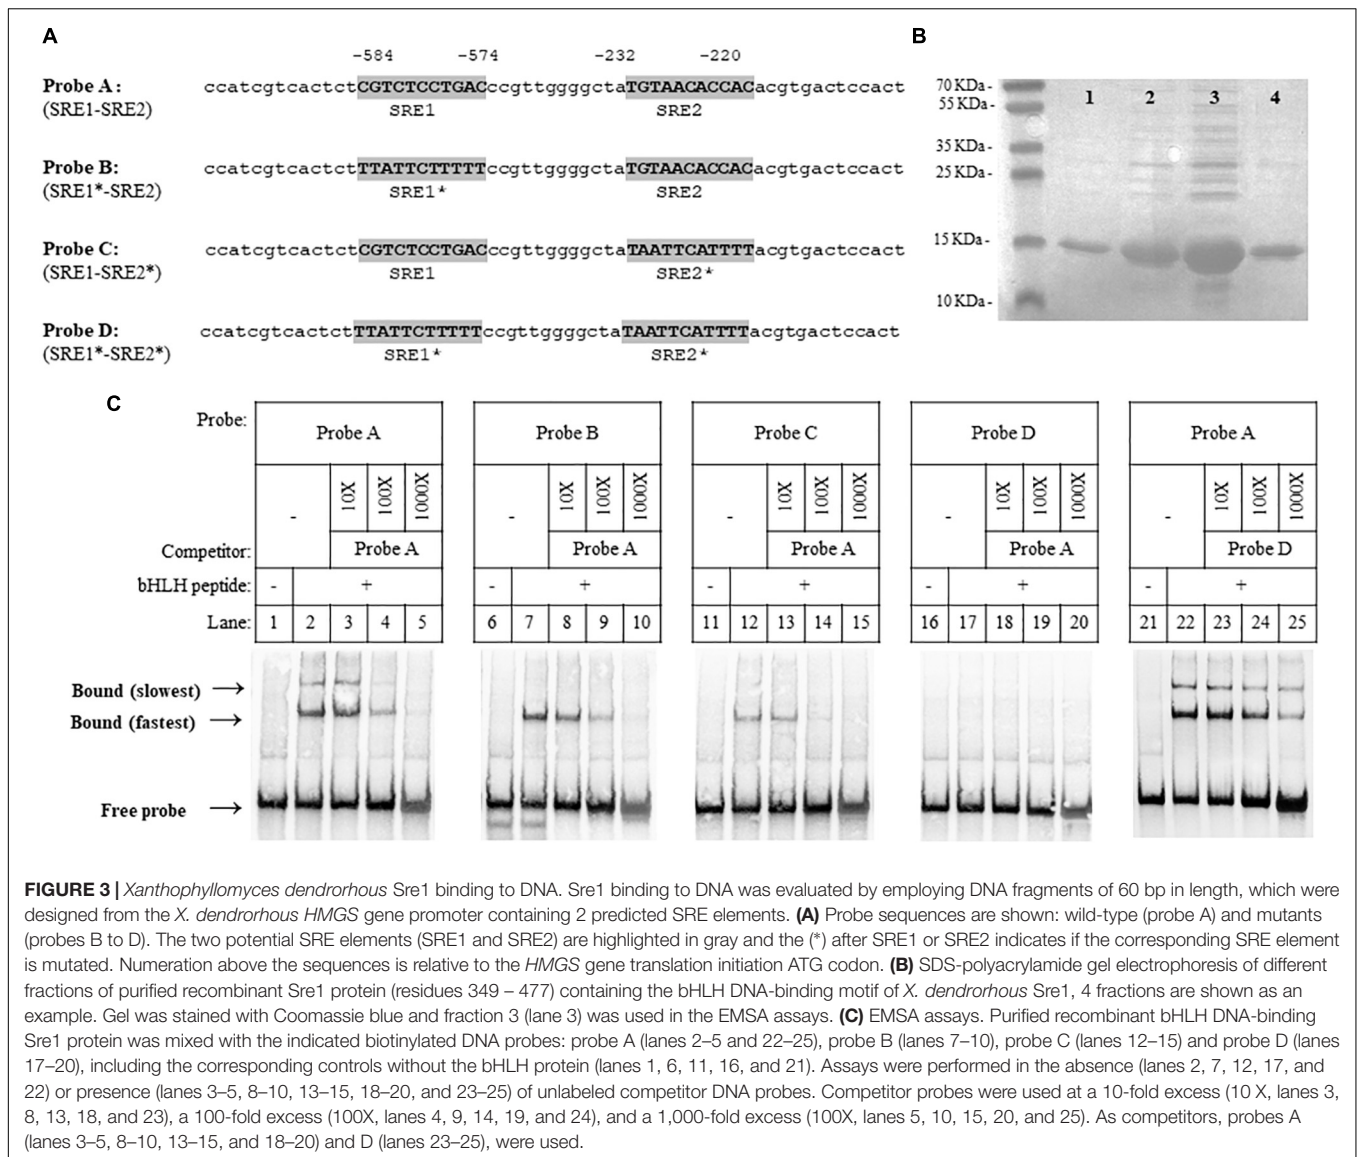 A
-584 -574 -232 -220
Probe A :
ccatcgtcactctCGTCTCCTGACccgttggggctaTGTAACACCACacgtgactccact
(SRE1-SRE2)
SRE1 SRE2
Probe B:
ccatcgtcactctTTATTCTTTTTccgttggggctaTGTAACACCACacgtgactccact
(SRE1*-SRE2)
SRE1* SRE2
Probe C:
ccatcgtcactctCGTCTCCTGACccgttggggctaTAATTCATTTTacgtgactccact
(SRE1-SRE2*)
SRE1 SRE2*
Probe D:
ccatcgtcactctTTATTCTTTTTccgttggggctaTAATTCATTTTacgtgactccact
(SRE1*-SRE2*)
SRE1* SRE2*
B
70 KDa -
55 KDa -
35 KDa -
25 KDa -
15 KDa -
10 KDa -
1 2 3 4
C
Probe: Probe A Probe B Probe C Probe D Probe A
- 10X 100X 1000X - 10X 100X 1000X - 10X 100X 1000X - 10X 100X 1000X - 10X 100X 1000X
Competitor: Probe A Probe A Probe A Probe A Probe D
bHLH peptide: - + - + - + - + - +
Lane: 1 2 3 4 5 6 7 8 9 10 11 12 13 14 15 16 17 18 19 20 21 22 23 24 25
Bound (slowest) →
Bound (fastest) →
Free probe →
FIGURE 3 | Xanthophyllomyces dendrorhous Sre1 binding to DNA. Sre1 binding to DNA was evaluated by employing DNA fragments of 60 bp in length, which were
designed from the X. dendrorhous HMGS gene promoter containing 2 predicted SRE elements. (A) Probe sequences are shown: wild-type (probe A) and mutants
(probes B to D). The two potential SRE elements (SRE1 and SRE2) are highlighted in gray and the (*) after SRE1 or SRE2 indicates if the corresponding SRE element
is mutated. Numeration above the sequences is relative to the HMGS gene translation initiation ATG codon. (B) SDS-polyacrylamide gel electrophoresis of different
fractions of purified recombinant Sre1 protein (residues 349 – 477) containing the bHLH DNA-binding motif of X. dendrorhous Sre1, 4 fractions are shown as an
example. Gel was stained with Coomassie blue and fraction 3 (lane 3) was used in the EMSA assays. (C) EMSA assays. Purified recombinant bHLH DNA-binding
Sre1 protein was mixed with the indicated biotinylated DNA probes: probe A (lanes 2–5 and 22–25), probe B (lanes 7–10), probe C (lanes 12–15) and probe D (lanes
17–20), including the corresponding controls without the bHLH protein (lanes 1, 6, 11, 16, and 21). Assays were performed in the absence (lanes 2, 7, 12, 17, and
22) or presence (lanes 3–5, 8–10, 13–15, 18–20, and 23–25) of unlabeled competitor DNA probes. Competitor probes were used at a 10-fold excess (10 X, lanes 3,
8, 13, 18, and 23), a 100-fold excess (100X, lanes 4, 9, 14, 19, and 24), and a 1,000-fold excess (100X, lanes 5, 10, 15, 20, and 25). As competitors, probes A
(lanes 3–5, 8–10, 13–15, and 18–20) and D (lanes 23–25), were used.